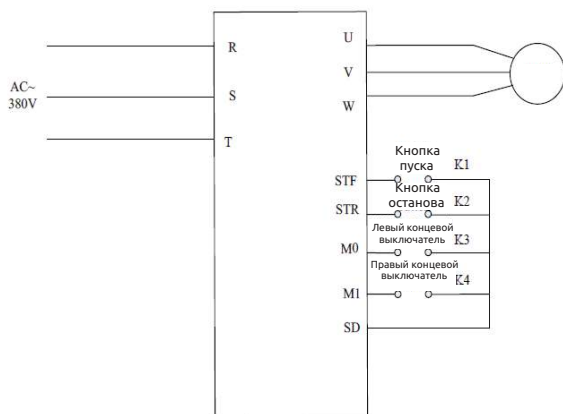 AC~
380V
R
S
T
U
V
W
Кнопка
пуска
K1
STF
Кнопка
останова
K2
STR
Левый концевой
выключатель
K3
M0
Правый концевой
выключатель
K4
M1
SD